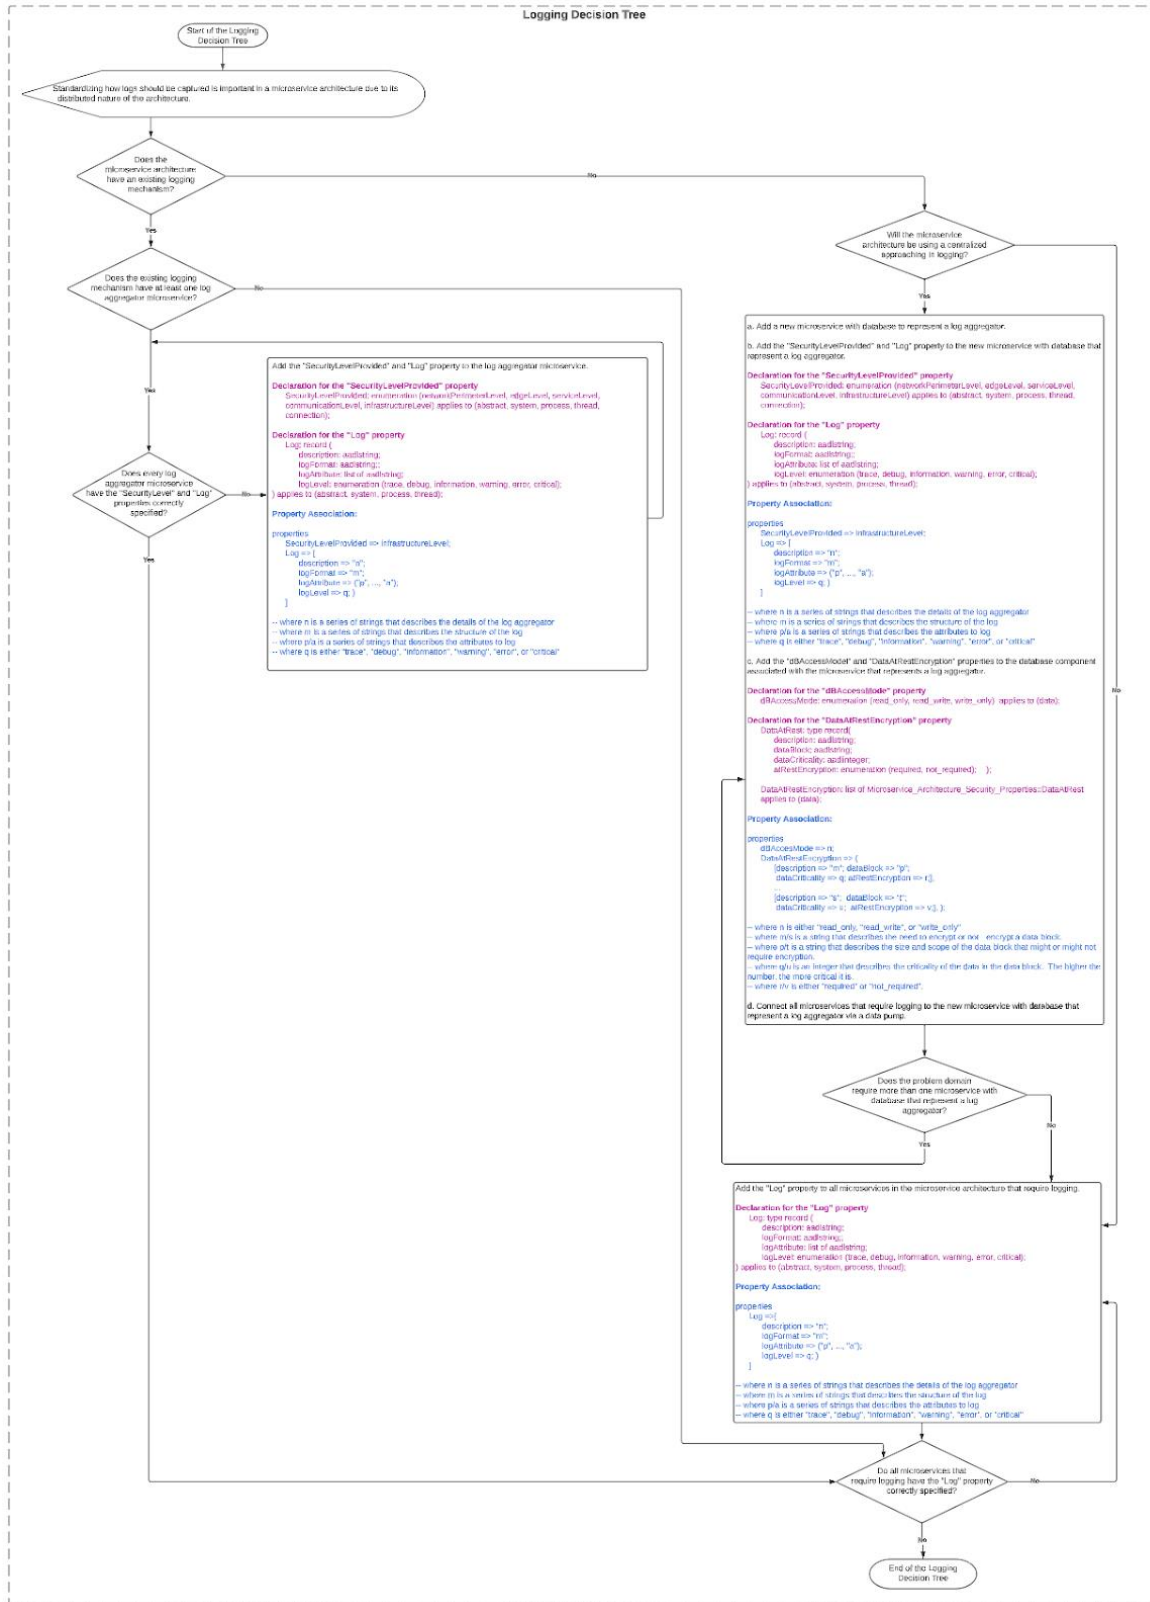 Logging Decision Tree
Start of the Logging
Decision Tree
Standardizing how logs should be captured is important in a microservice architecture due to its
distributed nature of the architecture.
Does the
microservice architecture
have an existing logging
mechanism?
No
Yes
Will the microservice
architecture be using a centralized
approaching in logging?
Yes
No
Does the existing logging
mechanism have at least one log
aggregator microservice?
No
Yes
Does every log
aggregator microservice
have the "SecurityLevel" and "Log"
properties correctly
specified?
No
Yes
Add the "SecurityLevelProvided" and "Log" property to the log aggregator microservice.
Declaration for the "SecurityLevelProvided" property
SecurityLevelProvided: enumeration (networkPerimeterLevel, edgeLevel, serviceLevel,
communicationLevel, infrastructureLevel) applies to (abstract, system, process, thread,
connection);
Declaration for the "Log" property
Log: record (
description: aadlstring;
logFormat: aadlstring;;
logAttribute: list of aadlstring;
logLevel: enumeration (trace, debug, information, warning, error, critical);
) applies to (abstract, system, process, thread);
Property Association:
properties
SecurityLevelProvided => infrastructureLevel;
Log => [
description => "n";
logFormat => "m";
logAttribute => ("p", ..., "a");
logLevel => q; )
]
-- where n is a series of strings that describes the details of the log aggregator
-- where m is a series of strings that describes the structure of the log
-- where p/a is a series of strings that describes the attributes to log
-- where q is either "trace", "debug", "information", "warning", "error", or "critical"
a. Add a new microservice with database to represent a log aggregator.
b. Add the "SecurityLevelProvided" and "Log" property to the new microservice with database that
represent a log aggregator.
Declaration for the "SecurityLevelProvided" property
SecurityLevelProvided: enumeration (networkPerimeterLevel, edgeLevel, serviceLevel,
communicationLevel, infrastructureLevel) applies to (abstract, system, process, thread,
connection);
Declaration for the "Log" property
Log: record (
description: aadlstring;
logFormat: aadlstring;;
logAttribute: list of aadlstring;
logLevel: enumeration (trace, debug, information, warning, error, critical);
) applies to (abstract, system, process, thread);
Property Association:
properties
SecurityLevelProvided => infrastructureLevel;
Log => [
description => "n";
logFormat => "m";
logAttribute => ("p", ..., "a");
logLevel => q; )
]
-- where n is a series of strings that describes the details of the log aggregator
-- where m is a series of strings that describes the structure of the log
-- where p/a is a series of strings that describes the attributes to log
-- where q is either "trace", "debug", "information", "warning", "error", or "critical"
c. Add the "dBAccessModel" and "DataAtRestEncryption" properties to the database component
associated with the microservice that represents a log aggregator.
Declaration for the "dBAccessMode" property
dBAccessMode: enumeration (read_only, read_write, write_only) applies to (data);
Declaration for the "DataAtRestEncryption" property
DataAtRest: type record(
description: aadlstring;
dataBlock: aadlstring;
dataCriticality: aadlinteger;
atRestEncryption: enumeration (required, not_required); );
DataAtRestEncryption: list of Microservice_Architecture_Security_Properties::DataAtRest
applies to (data);
Property Association:
properties
dBAccesMode => n;
DataAtRestEncryption => (
[description => "m"; dataBlock => "p";
dataCriticality => q; atRestEncryption => r;],
...
[description => "s"; dataBlock => "t";
dataCriticality => u; atRestEncryption => v;], );
-- where n is either "read_only, "read_write", or "write_only"
-- where m/s is a string that describes the need to encrypt or not encrypt a data block.
-- where p/t is a string that describes the size and scope of the data block that might or might not
require encryption.
-- where q/u is an integer that describes the criticality of the data in the data block. The higher the
number, the more critical it is.
-- where r/v is either "required" or "not_required".
d. Connect all microservices that require logging to the new microservice with database that
represent a log aggregator via a data pump.
Does the problem domain
require more than one microservice with
database that represent a log
aggregator?
No
Yes
Add the "Log" property to all microservices in the microservice architecture that require logging.
Declaration for the "Log" property
Log: type record (
description: aadlstring;
logFormat: aadlstring;;
logAttribute: list of aadlstring;
logLevel: enumeration (trace, debug, information, warning, error, critical);
) applies to (abstract, system, process, thread);
Property Association:
properties
Log =>[
description => "n";
logFormat => "m";
logAttribute => ("p", ..., "a");
logLevel => q; )
]
-- where n is a series of strings that describes the details of the log aggregator
-- where m is a series of strings that describes the structure of the log
-- where p/a is a series of strings that describes the attributes to log
-- where q is either "trace", "debug", "information", "warning", "error", or "critical"
Do all microservices that
require logging have the "Log" property
correctly specified?
No
No
End of the Logging
Decision Tree